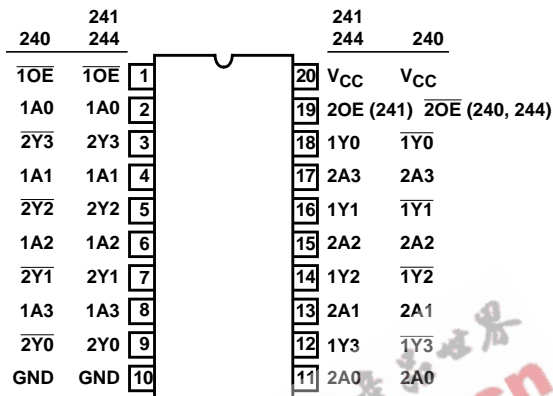 241 241
240 244 244 240
1OE 1OE 1 20 VCC VCC
1A0 1A0 2 19 2OE (241) 2OE (240, 244)
2Y3 2Y3 3 18 1Y0 1Y0
1A1 1A1 4 17 2A3 2A3
2Y2 2Y2 5 16 1Y1 1Y1
1A2 1A2 6 15 2A2 2A2
2Y1 2Y1 7 14 1Y2 1Y2
1A3 1A3 8 13 2A1 2A1
2Y0 2Y0 9 12 1Y3 1Y3
GND GND 10 11 2A0 2A0